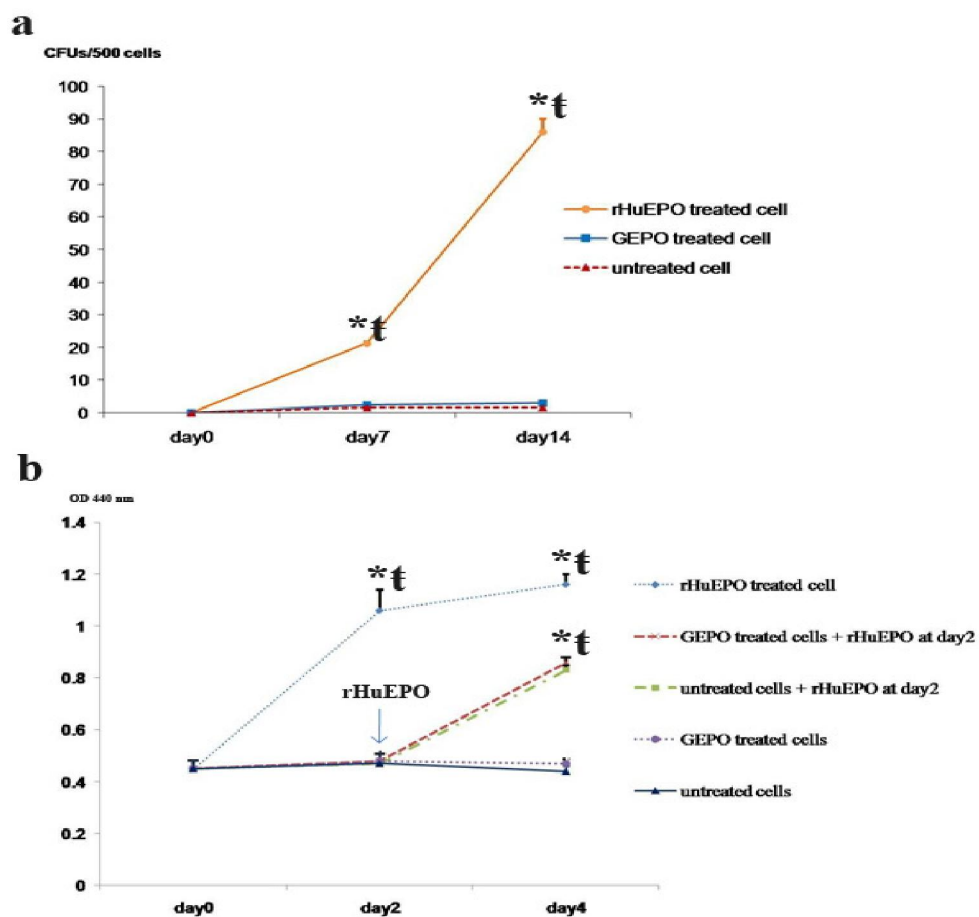 a
CFUs/500 cells
100
90
80
70
60
50
40
30
20
10
0
day0
day7
day14
*ŧ
*ŧ
rHuEPO treated cell
GEPO treated cell
untreated cell
b
OD 440 nm
1.4
1.2
1
0.8
0.6
0.4
0.2
0
day0
day2
day4
*ŧ
*ŧ
*ŧ
rHuEPO
rHuEPO treated cell
GEPO treated cells + rHuEPO at day2
untreated cells + rHuEPO at day2
GEPO treated cells
untreated cells